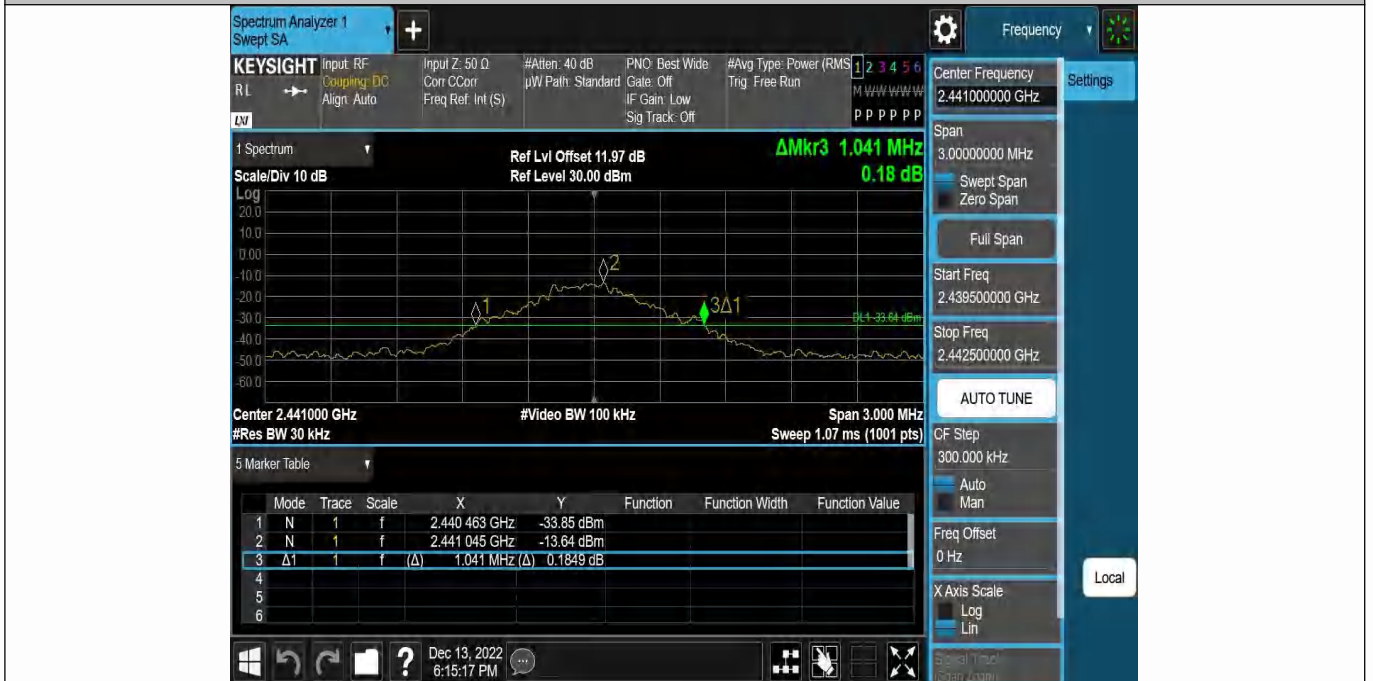 Spectrum Analyzer 1
Swept SA
+
Frequency
KEYSIGHT
RL
LXI
Input: RF
Coupling: DC
Align: Auto
Input Z: 50 Ω
Corr CCorr
Freq Ref: Int (S)
#Atten: 40 dB
µW Path: Standard
PNO: Best Wide
Gate: Off
IF Gain: Low
Sig Track: Off
#Avg Type: Power (RMS
Trig: Free Run
1 2 3 4 5 6
M W W W W W
P P P P P P
1 Spectrum
Scale/Div 10 dB
Ref Lvl Offset 11.97 dB
Ref Level 30.00 dBm
ΔMkr3 1.041 MHz
0.18 dB
Log
20.0
10.0
0.00
-10.0
-20.0
-30.0
-40.0
-50.0
-60.0
1
2
3Δ1
DL1 -33.64 dBm
Center 2.441000 GHz
#Video BW 100 kHz
Span 3.000 MHz
#Res BW 30 kHz
Sweep 1.07 ms (1001 pts)
5 Marker Table
Mode Trace Scale X Y Function Function Width Function Value
1 N 1 f 2.440 463 GHz -33.85 dBm
2 N 1 f 2.441 045 GHz -13.64 dBm
3 Δ1 1 f (Δ) 1.041 MHz (Δ) 0.1849 dB
4
5
6
?
Dec 13, 2022
6:15:17 PM
Center Frequency
2.441000000 GHz
Settings
Span
3.00000000 MHz
Swept Span
Zero Span
Full Span
Start Freq
2.439500000 GHz
Stop Freq
2.442500000 GHz
AUTO TUNE
CF Step
300.000 kHz
Auto
Man
Freq Offset
0 Hz
X Axis Scale
Log
Lin
Local
Signal Track
(Span Zoom)